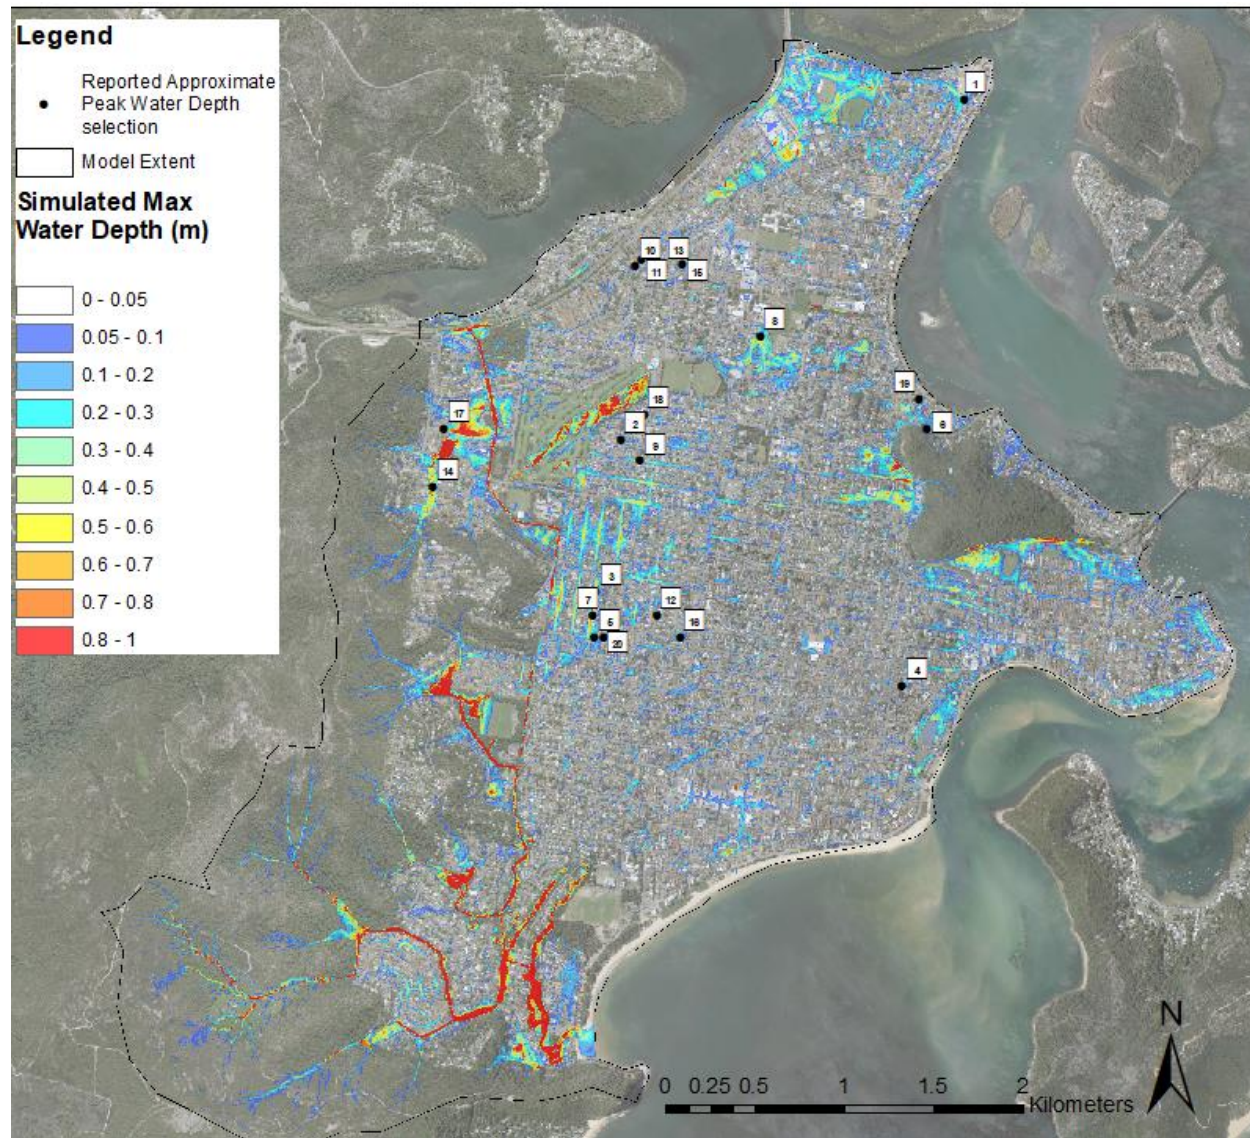 Legend
Reported Approximate
Peak Water Depth
selection
Model Extent
Simulated Max
Water Depth (m)
0 - 0.05
0.05 - 0.1
0.1 - 0.2
0.2 - 0.3
0.3 - 0.4
0.4 - 0.5
0.5 - 0.6
0.6 - 0.7
0.7 - 0.8
0.8 - 1
1
10
13
11
15
8
19
18
17
2
6
9
14
3
7
12
5
16
20
4
N
0 0.25 0.5 1 1.5 2
Kilometers